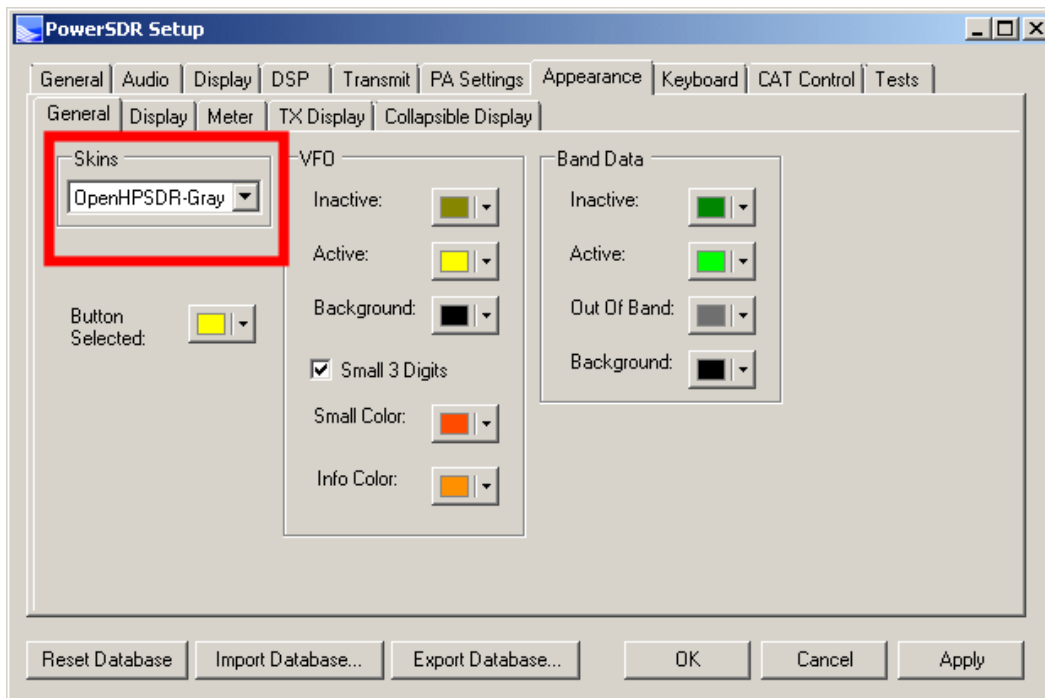 PowerSDR Setup
General Audio Display DSP Transmit PA Settings Appearance Keyboard CAT Control Tests
General Display Meter TX Display Collapsible Display
Skins
OpenHPSDR-Gray
Button
Selected:
VFO
Inactive:
Active:
Background:
Small 3 Digits
Small Color:
Info Color:
Band Data
Inactive:
Active:
Out Of Band:
Background:
Reset Database Import Database... Export Database... OK Cancel Apply